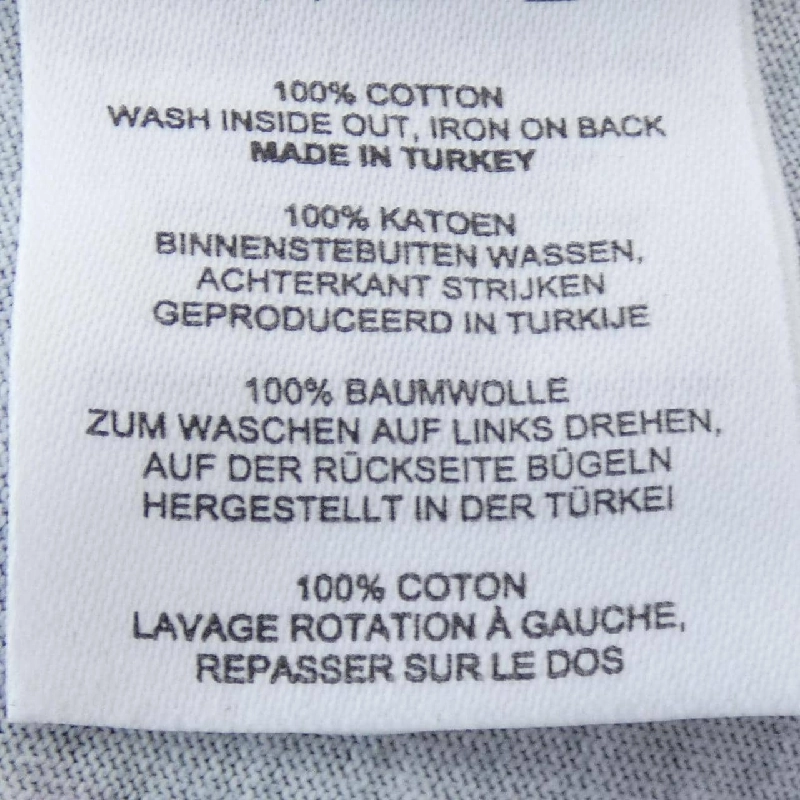 100% COTTON
WASH INSIDE OUT, IRON ON BACK
MADE IN TURKEY
100% KATOEN
BINNENSTEBUITEN WASSEN,
ACHTERKANT STRIJKEN
GEPRODUCEERD IN TURKIJE
100% BAUMWOLLE
ZUM WASCHEN AUF LINKS DREHEN,
AUF DER RÜCKSEITE BÜGELN
HERGESTELLT IN DER TÜRKEI
100% COTON
LAVAGE ROTATION À GAUCHE,
REPASSER SUR LE DOS